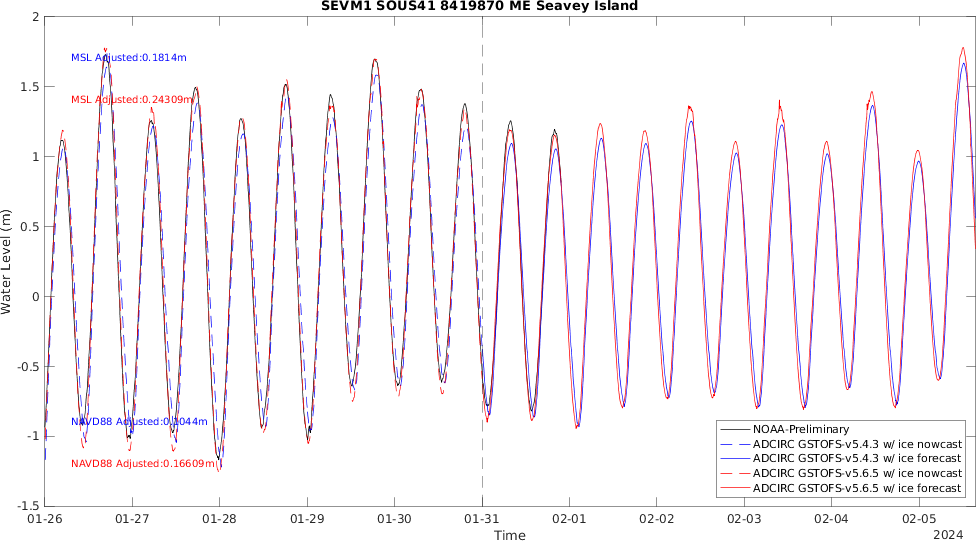 SEVM1 SOUS41 8419870 ME Seavey Island
2
1.5
1
0.5
0
-0.5
-1
-1.5
Water Level (m)
MSL Adjusted:0.1814m
MSL Adjusted:0.24309m
NAVD88 Adjusted:0.1044m
NAVD88 Adjusted:0.16609m
NOAA-Preliminary
ADCIRC GSTOFS-v5.4.3 w/ ice nowcast
ADCIRC GSTOFS-v5.4.3 w/ ice forecast
ADCIRC GSTOFS-v5.6.5 w/ ice nowcast
ADCIRC GSTOFS-v5.6.5 w/ ice forecast
01-26 01-27 01-28 01-29 01-30 01-31 02-01 02-02 02-03 02-04 02-05
Time
2024